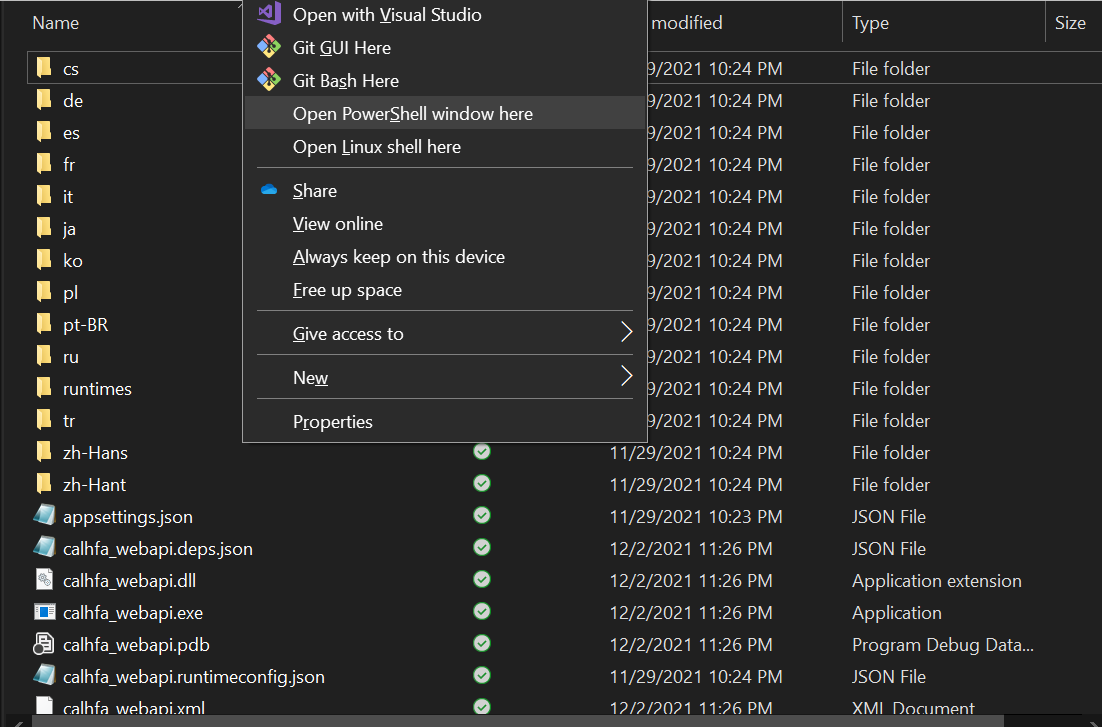 Name modified Type Size
Open with Visual Studio
Git GUI Here
Git Bash Here
Open PowerShell window here
Open Linux shell here
Share
View online
Always keep on this device
Free up space
Give access to
New
Properties
cs 9/2021 10:24 PM File folder
de 9/2021 10:24 PM File folder
es 9/2021 10:24 PM File folder
fr 9/2021 10:24 PM File folder
it 9/2021 10:24 PM File folder
ja 9/2021 10:24 PM File folder
ko 9/2021 10:24 PM File folder
pl 9/2021 10:24 PM File folder
pt-BR 9/2021 10:24 PM File folder
ru 9/2021 10:24 PM File folder
runtimes 9/2021 10:24 PM File folder
tr 9/2021 10:24 PM File folder
zh-Hans 11/29/2021 10:24 PM File folder
zh-Hant 11/29/2021 10:24 PM File folder
appsettings.json 11/29/2021 10:23 PM JSON File
calhfa_webapi.deps.json 12/2/2021 11:26 PM JSON File
calhfa_webapi.dll 12/2/2021 11:26 PM Application extension
calhfa_webapi.exe 12/2/2021 11:26 PM Application
calhfa_webapi.pdb 12/2/2021 11:26 PM Program Debug Data...
calhfa_webapi.runtimeconfig.json 11/29/2021 10:24 PM JSON File
calhfa_webapi.xml 12/2/2021 11:26 PM XML Document